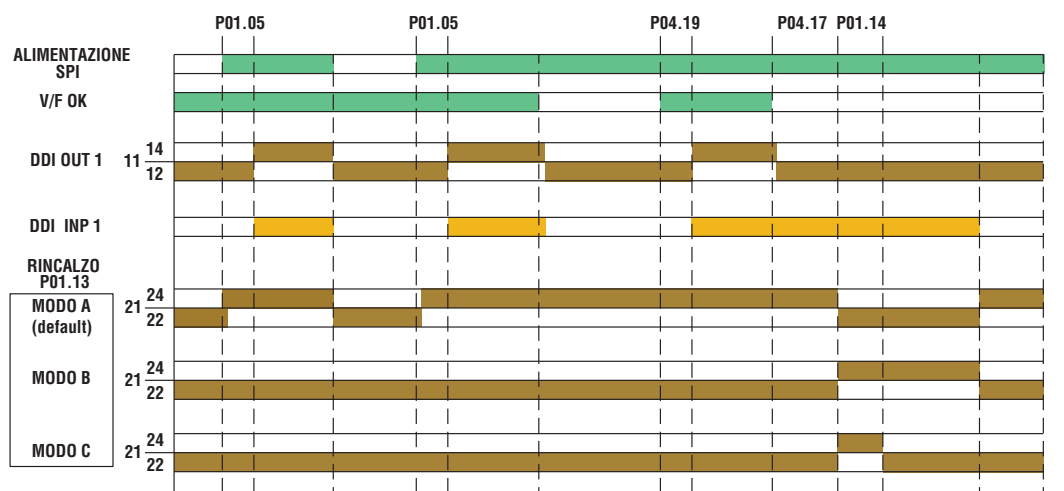 P01.05 P01.05 P04.19 P04.17 P01.14
ALIMENTAZIONE
SPI
V/F OK
DDI OUT 1 11 14
12
DDI INP 1
RINCALZO
P01.13
MODO A
(default)
21 24
22
MODO B 21 24
22
MODO C 21 24
22